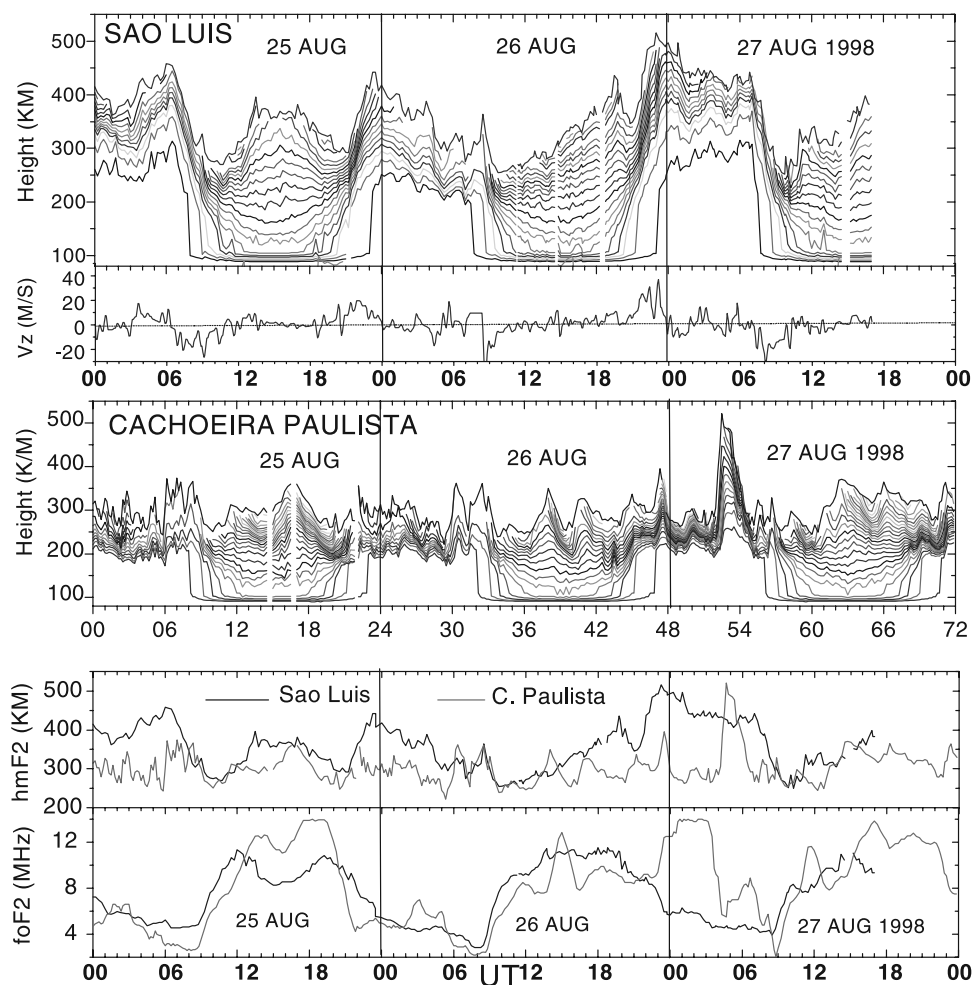 SAO LUIS
25 AUG
26 AUG
27 AUG 1998
Height (KM)
500
400
300
200
100
Vz (M/S)
40
20
0
-20
00 06 12 18 00 06 12 18 00 06 12 18 00
CACHOEIRA PAULISTA
25 AUG
26 AUG
27 AUG 1998
Height (K/M)
500
400
300
200
100
00 06 12 18 24 30 36 42 48 54 60 66 72
Sao Luis
C. Paulista
hmF2 (KM)
500
400
300
200
foF2 (MHz)
12
8
4
25 AUG
26 AUG
27 AUG 1998
00 06 12 18 00 06 12 18 00 06 12 18 00
UT